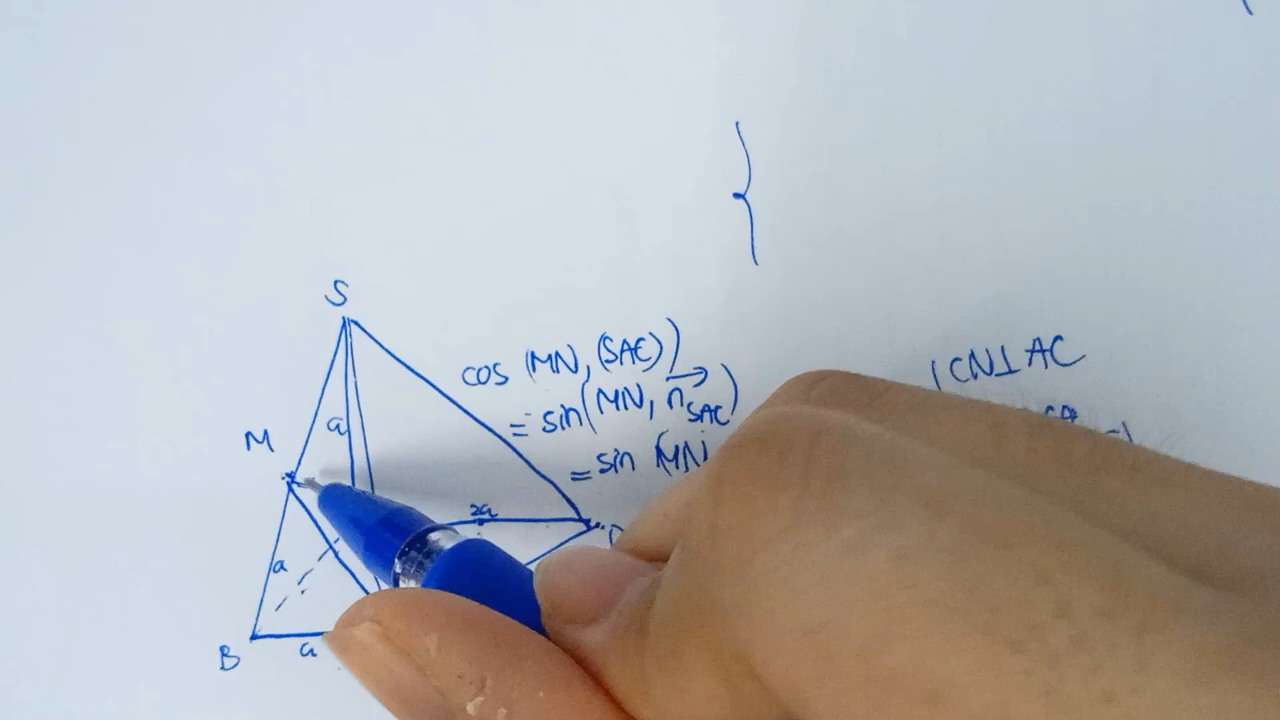 S
cos (MN, (SAC))
= sin(MN, n⃗SAC)
= sin (MN
CN⊥AC
M
a
2a
a
B
a